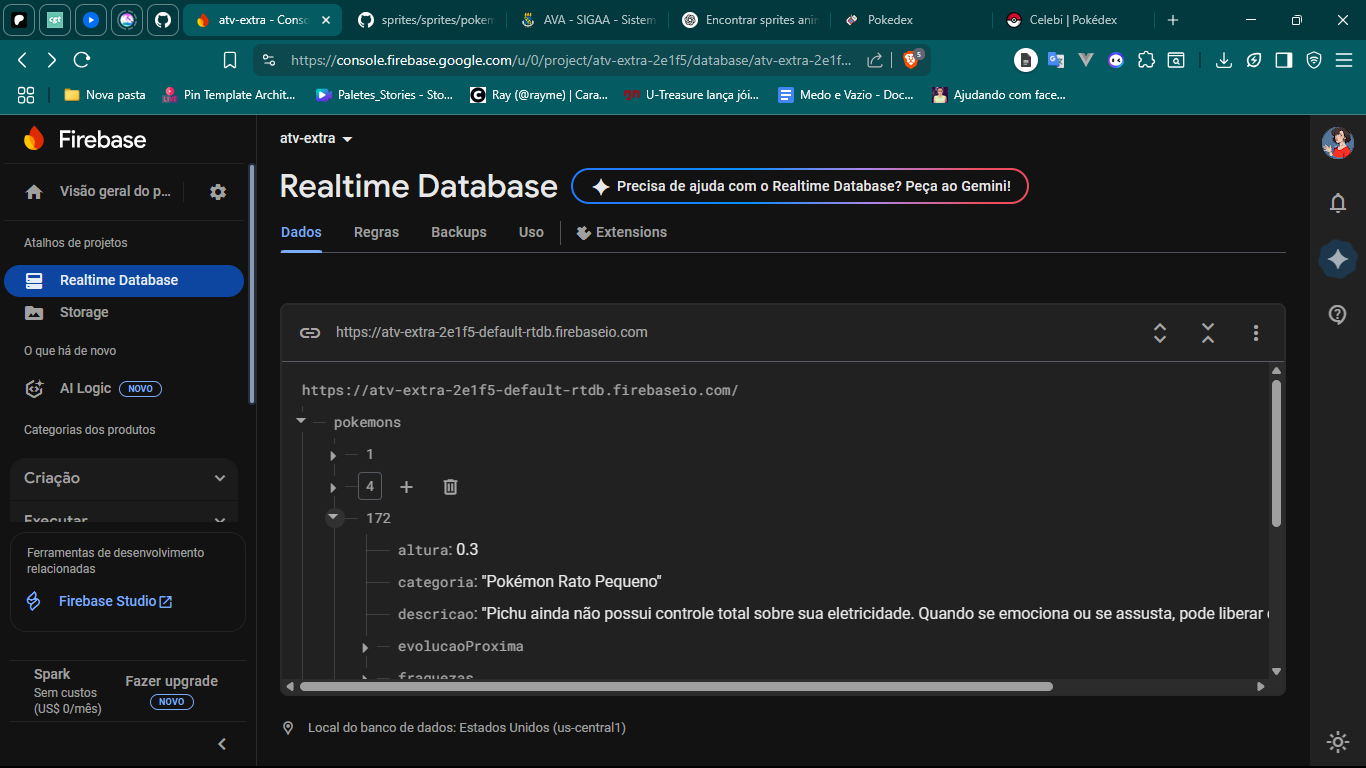 atv-extra - Conso
sprites/sprites/pokem
AVA - SIGAA - Sistem
Encontrar sprites anin
Pokedex
Celebi | Pokédex
https://console.firebase.google.com/u/0/project/atv-extra-2e1f5/database/atv-extra-2e1f...
5
Nova pasta
Pin Template Archit...
Paletes_Stories - Sto...
Ray (@rayme) | Cara...
U-Treasure lança jói...
Medo e Vazio - Doc...
Ajudando com face...
Firebase
atv-extra
Visão geral do p...
Realtime Database
Precisa de ajuda com o Realtime Database? Peça ao Gemini!
Dados
Regras
Backups
Uso
Extensions
Atalhos de projetos
Realtime Database
Storage
O que há de novo
AI Logic
NOVO
Categorias dos produtos
Criação
Executar
Ferramentas de desenvolvimento
relacionadas
Firebase Studio
Spark
Sem custos
(US$ 0/mês)
Fazer upgrade
NOVO
https://atv-extra-2e1f5-default-rtdb.firebaseio.com
https://atv-extra-2e1f5-default-rtdb.firebaseio.com/
pokemons
1
4
172
altura: 0.3
categoria: "Pokémon Rato Pequeno"
descricao: "Pichu ainda não possui controle total sobre sua eletricidade. Quando se emociona ou se assusta, pode liberar
evolucaoProxima
fraquezas
Local do banco de dados: Estados Unidos (us-central1)